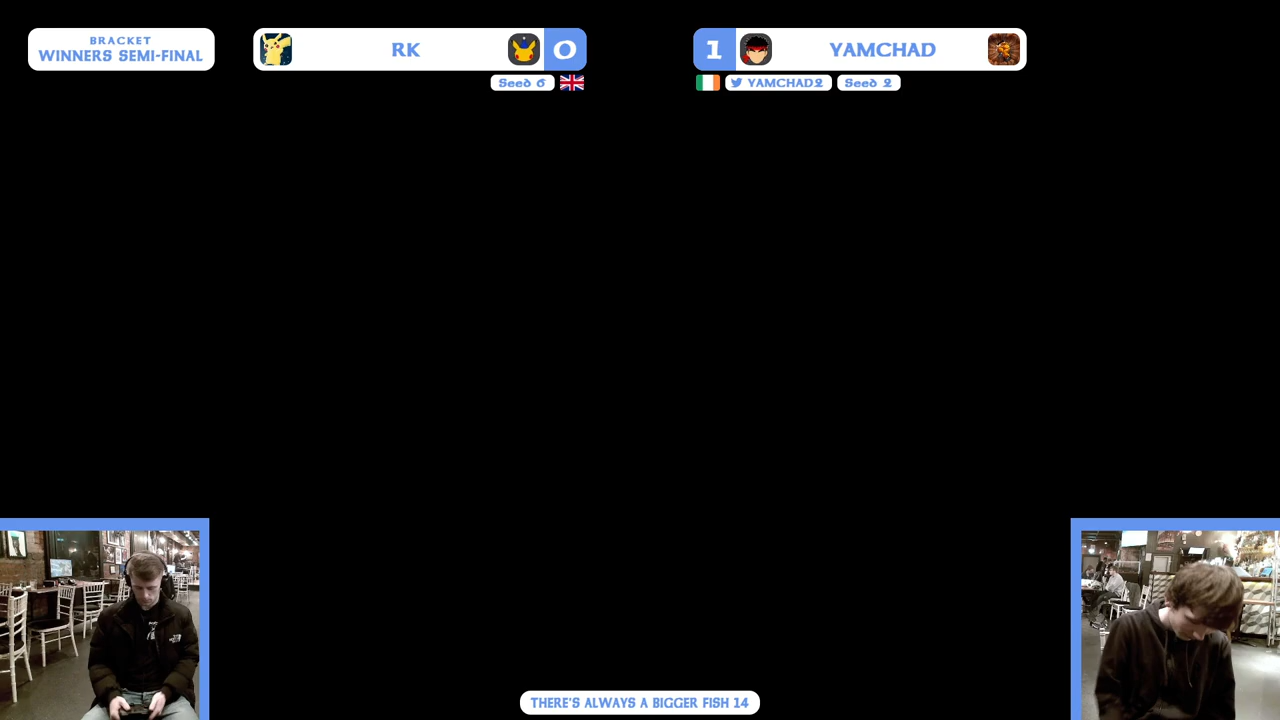 BRACKET
WINNERS SEMI-FINAL
RK
0
Seed 6
1
YAMCHAD
YAMCHAD2
Seed 2
THERE'S ALWAYS A BIGGER FISH 14